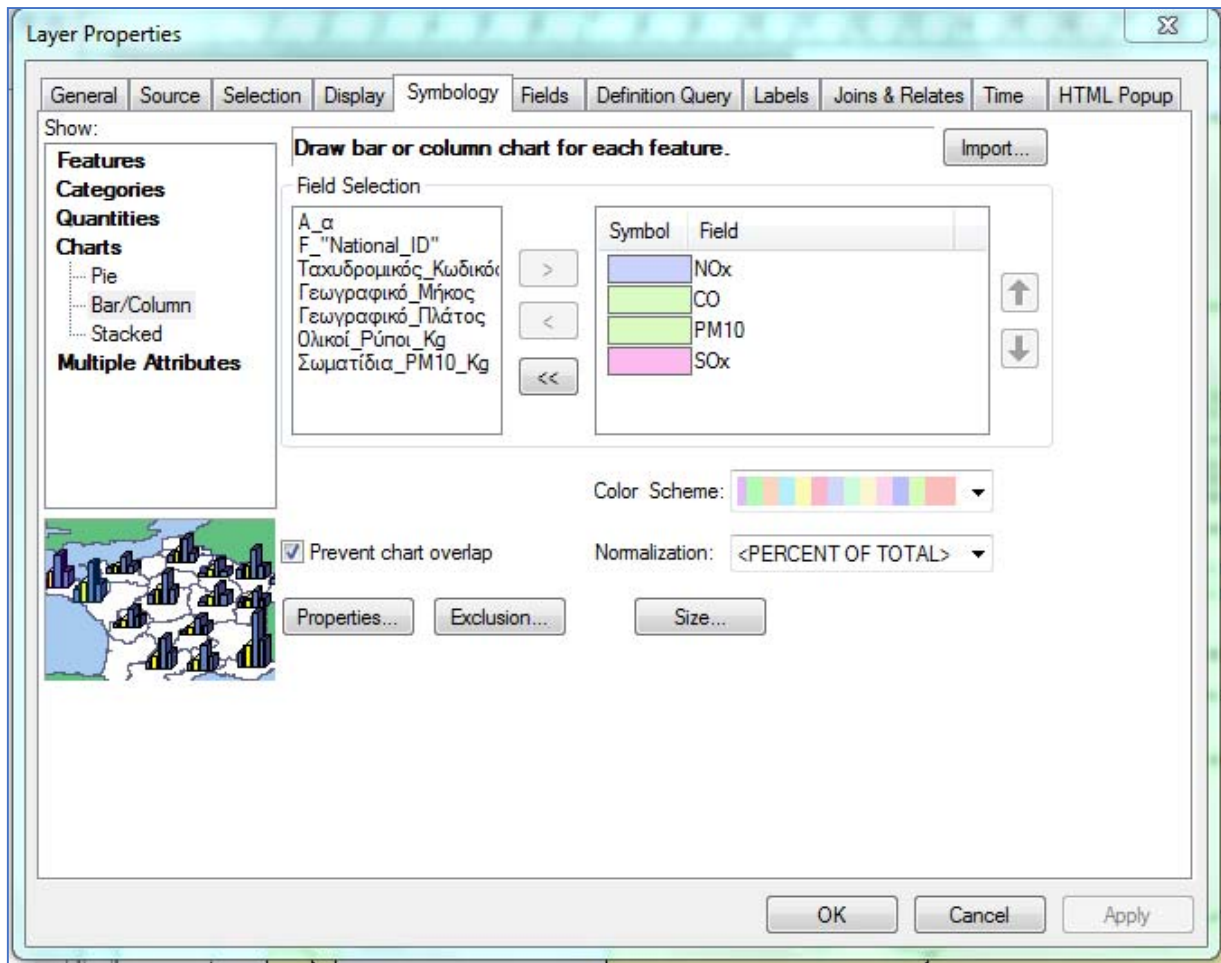 Layer Properties
General Source Selection Display Symbology Fields Definition Query Labels Joins & Relates Time HTML Popup
Show:
Features
Categories
Quantities
Charts
Pie
Bar/Column
Stacked
Multiple Attributes
Draw bar or column chart for each feature.
Import...
Field Selection
Α_α
F_"National_ID"
Ταχυδρομικός_Κωδικός
Γεωγραφικό_Μήκος
Γεωγραφικό_Πλάτος
Ολικοί_Ρύποι_Kg
Σωματίδια_PM10_Kg
>
<
<<
Symbol Field
NOx
CO
PM10
SOx
Color Scheme:
Prevent chart overlap
Normalization: <PERCENT OF TOTAL>
Properties... Exclusion... Size...
OK Cancel Apply